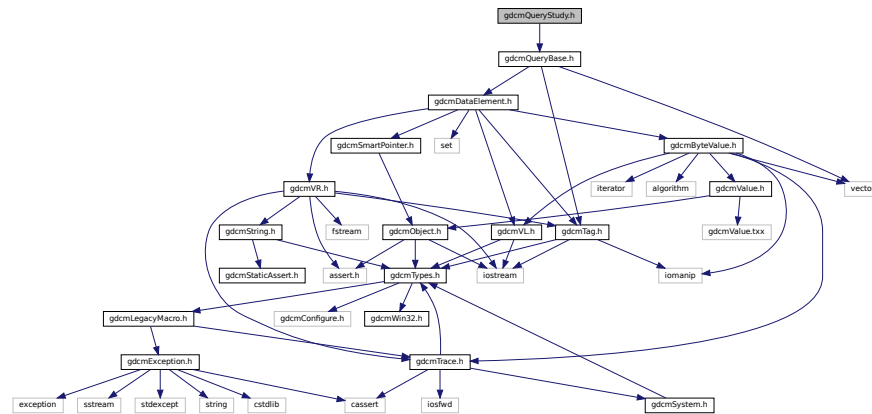 gdcmQueryStudy.h
gdcmQueryBase.h
gdcmDataElement.h
gdcmSmartPointer.h
set
gdcmByteValue.h
gdcmVR.h
iterator
algorithm
gdcmValue.h
vector
gdcmString.h
fstream
gdcmObject.h
gdcmVL.h
gdcmTag.h
gdcmValue.txx
gdcmStaticAssert.h
assert.h
gdcmTypes.h
iostream
iomanip
gdcmLegacyMacro.h
gdcmConfigure.h
gdcmWin32.h
gdcmException.h
gdcmTrace.h
exception
sstream
stdexcept
string
cstdlib
cassert
iosfwd
gdcmSystem.h